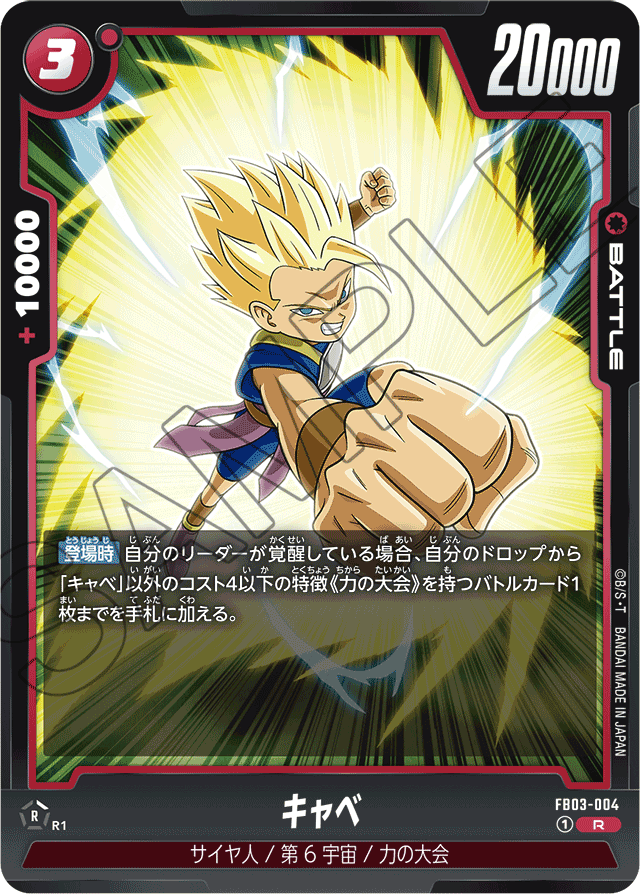 3
20000
+10000
BATTLE
SAMPLE
登場時 自分のリーダーが覚醒している場合、自分のドロップから
「キャベ」以外のコスト4以下の特徴《力の大会》を持つバトルカード1
枚までを手札に加える。
©B/S・T BANDAI MADE IN JAPAN
R R1
キャベ
FB03-004
1 R
サイヤ人 / 第6宇宙 / 力の大会